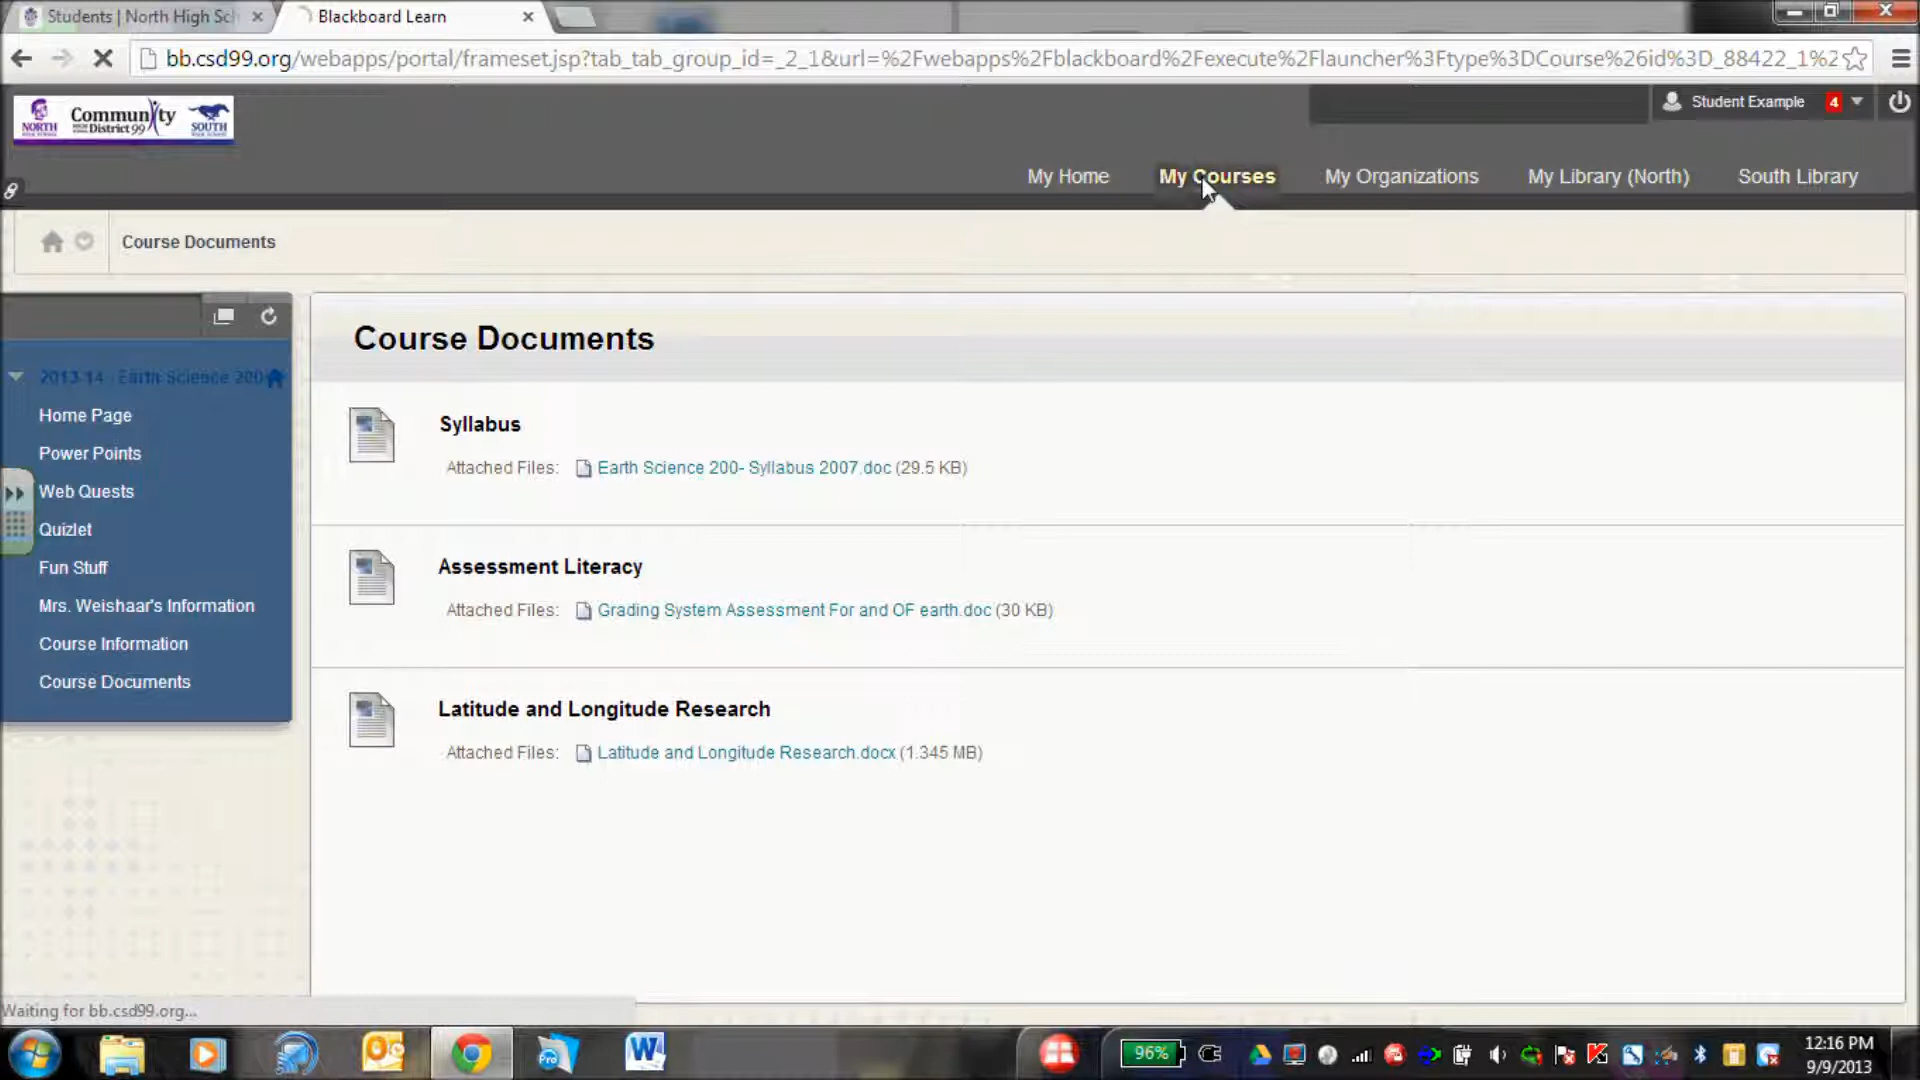 Students | North High Sch
Blackboard Learn
bb.csd99.org/webapps/portal/frameset.jsp?tab_tab_group_id=_2_1&url=%2Fwebapps%2Fblackboard%2Fexecute%2Flauncher%3Ftype%3DCourse%26id%3D_88422_1%2
NORTH
Community
District 99
SOUTH
Student Example
4
My Home
My Courses
My Organizations
My Library (North)
South Library
Course Documents
Course Documents
2013-14 - Earth Science 200
Home Page
Power Points
Web Quests
Quizlet
Fun Stuff
Mrs. Weishaar's Information
Course Information
Course Documents
Syllabus
Attached Files: Earth Science 200- Syllabus 2007.doc (29.5 KB)
Assessment Literacy
Attached Files: Grading System Assessment For and OF earth.doc (30 KB)
Latitude and Longitude Research
Attached Files: Latitude and Longitude Research.docx (1.345 MB)
Waiting for bb.csd99.org...
Pro
96%
12:16 PM
9/9/2013